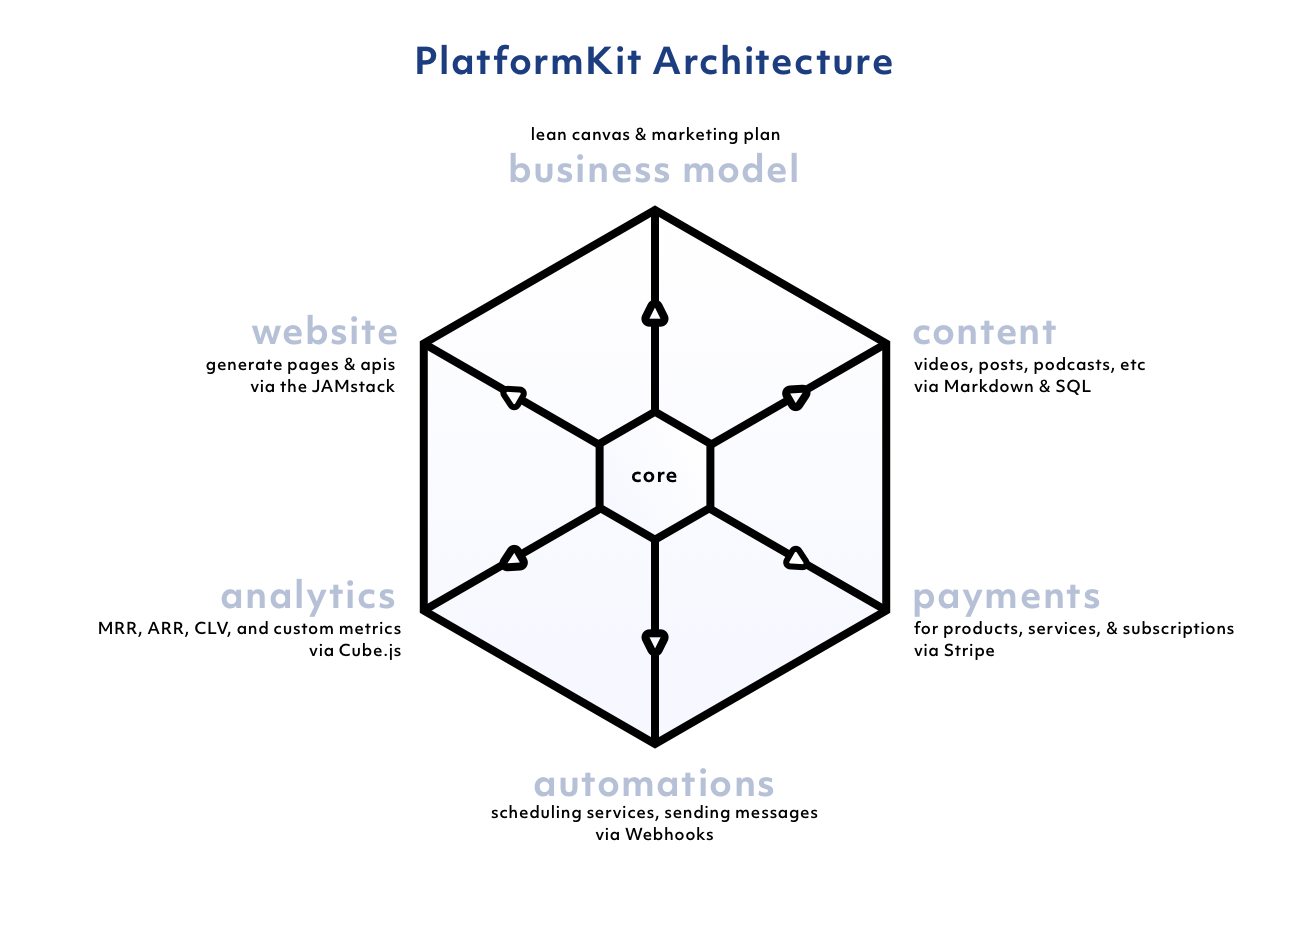 PlatformKit Architecture
lean canvas & marketing plan
business model
website
generate pages & apis
via the JAMstack
content
videos, posts, podcasts, etc
via Markdown & SQL
core
analytics
MRR, ARR, CLV, and custom metrics
via Cube.js
payments
for products, services, & subscriptions
via Stripe
automations
scheduling services, sending messages
via Webhooks